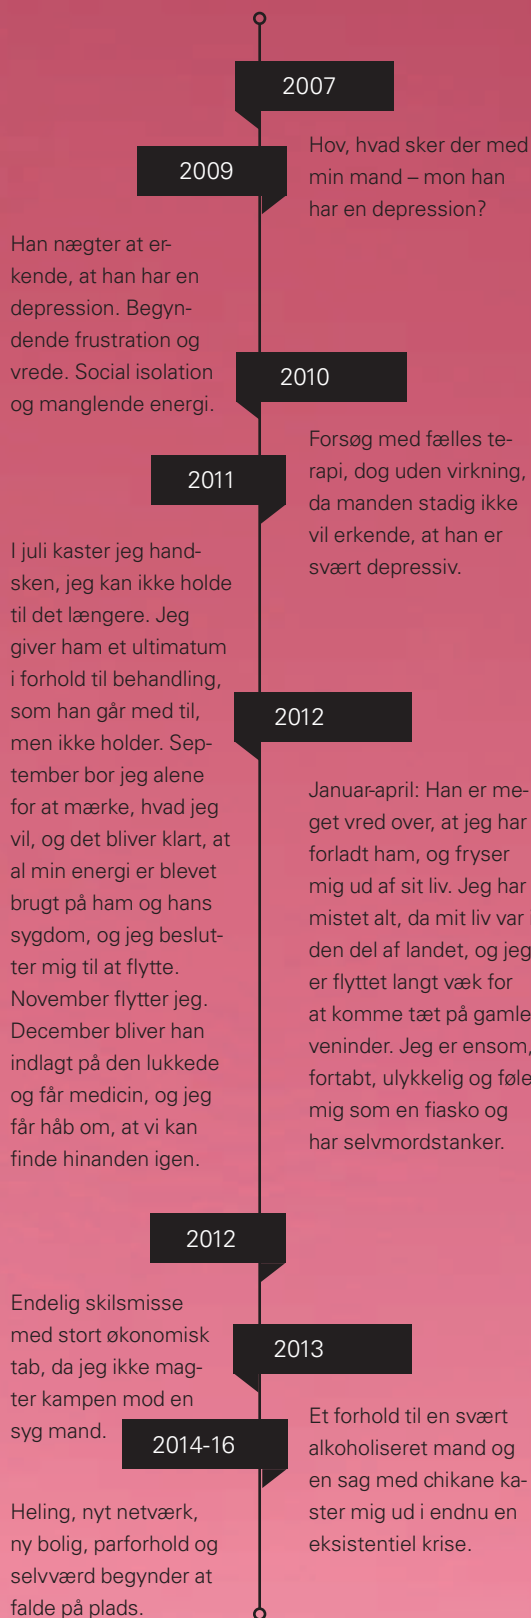 2007
Hov, hvad sker der med
min mand – mon han
har en depression?
2009
Han nægter at er-
kende, at han har en
depression. Begyn-
dende frustration og
vrede. Social isolation
og manglende energi.
2010
Forsøg med fælles te-
rapi, dog uden virkning,
da manden stadig ikke
vil erkende, at han er
svært depressiv.
2011
I juli kaster jeg hand-
sken, jeg kan ikke holde
til det længere. Jeg
giver ham et ultimatum
i forhold til behandling,
som han går med til,
men ikke holder. Sep-
tember bor jeg alene
for at mærke, hvad jeg
vil, og det bliver klart, at
al min energi er blevet
brugt på ham og hans
sygdom, og jeg beslut-
ter mig til at flytte.
November flytter jeg.
December bliver han
indlagt på den lukkede
og får medicin, og jeg
får håb om, at vi kan
finde hinanden igen.
2012
Januar-april: Han er me-
get vred over, at jeg har
forladt ham, og fryser
mig ud af sit liv. Jeg har
mistet alt, da mit liv var
den del af landet, og jeg
er flyttet langt væk for
at komme tæt på gamle
veninder. Jeg er ensom,
fortabt, ulykkelig og føle
mig som en fiasko og
har selvmordstanker.
2012
Endelig skilsmisse
med stort økonomisk
tab, da jeg ikke mag-
ter kampen mod en
syg mand.
2013
Et forhold til en svært
alkoholiseret mand og
en sag med chikane ka-
ster mig ud i endnu en
eksistentiel krise.
2014-16
Heling, nyt netværk,
ny bolig, parforhold og
selvværd begynder at
falde på plads.